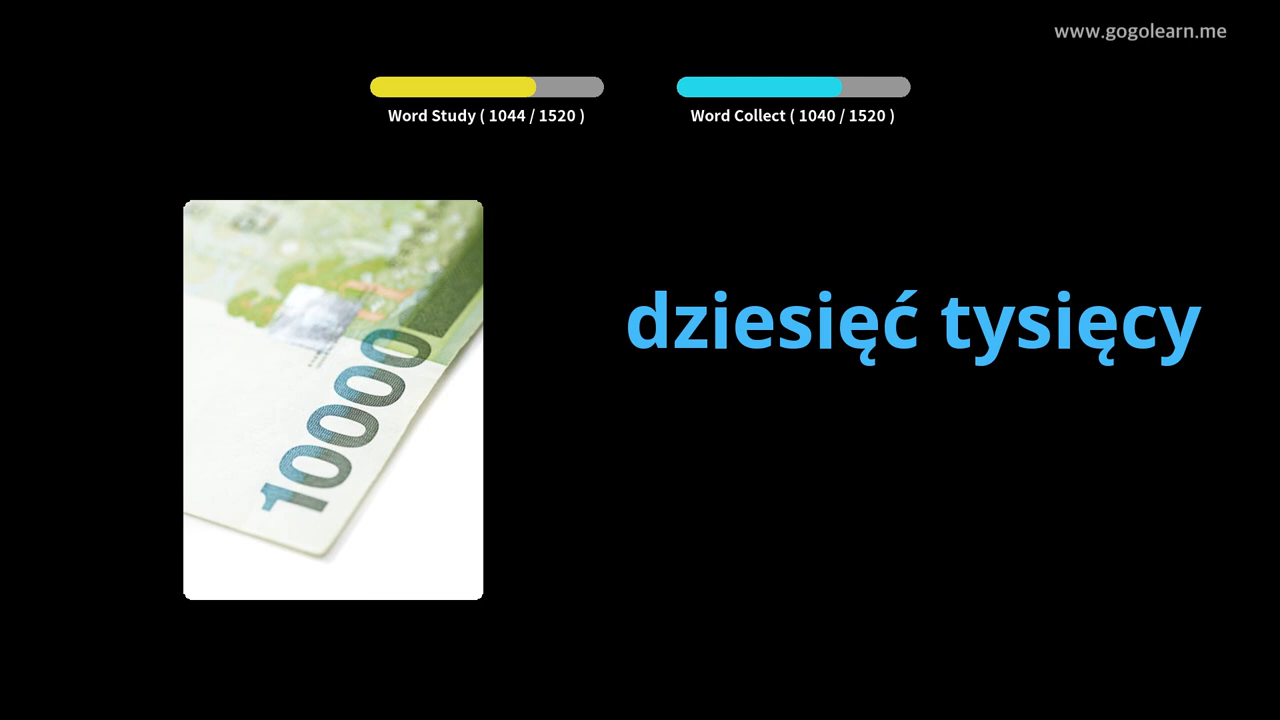 www.gogolearn.me
Word Study ( 1044 / 1520 )
Word Collect ( 1040 / 1520 )
10000
dziesięć tysięcy